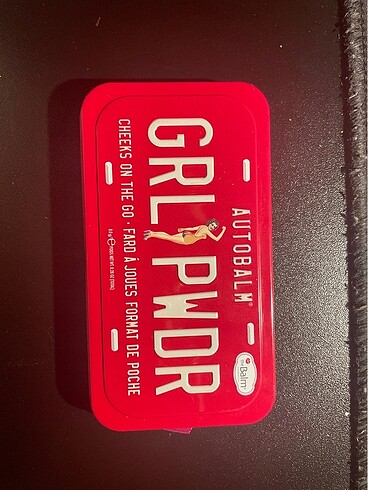 AUTOBALM®
GRL PWDR
CHEEKS ON THE GO · FARD À JOUES FORMAT DE POCHE
theBalm